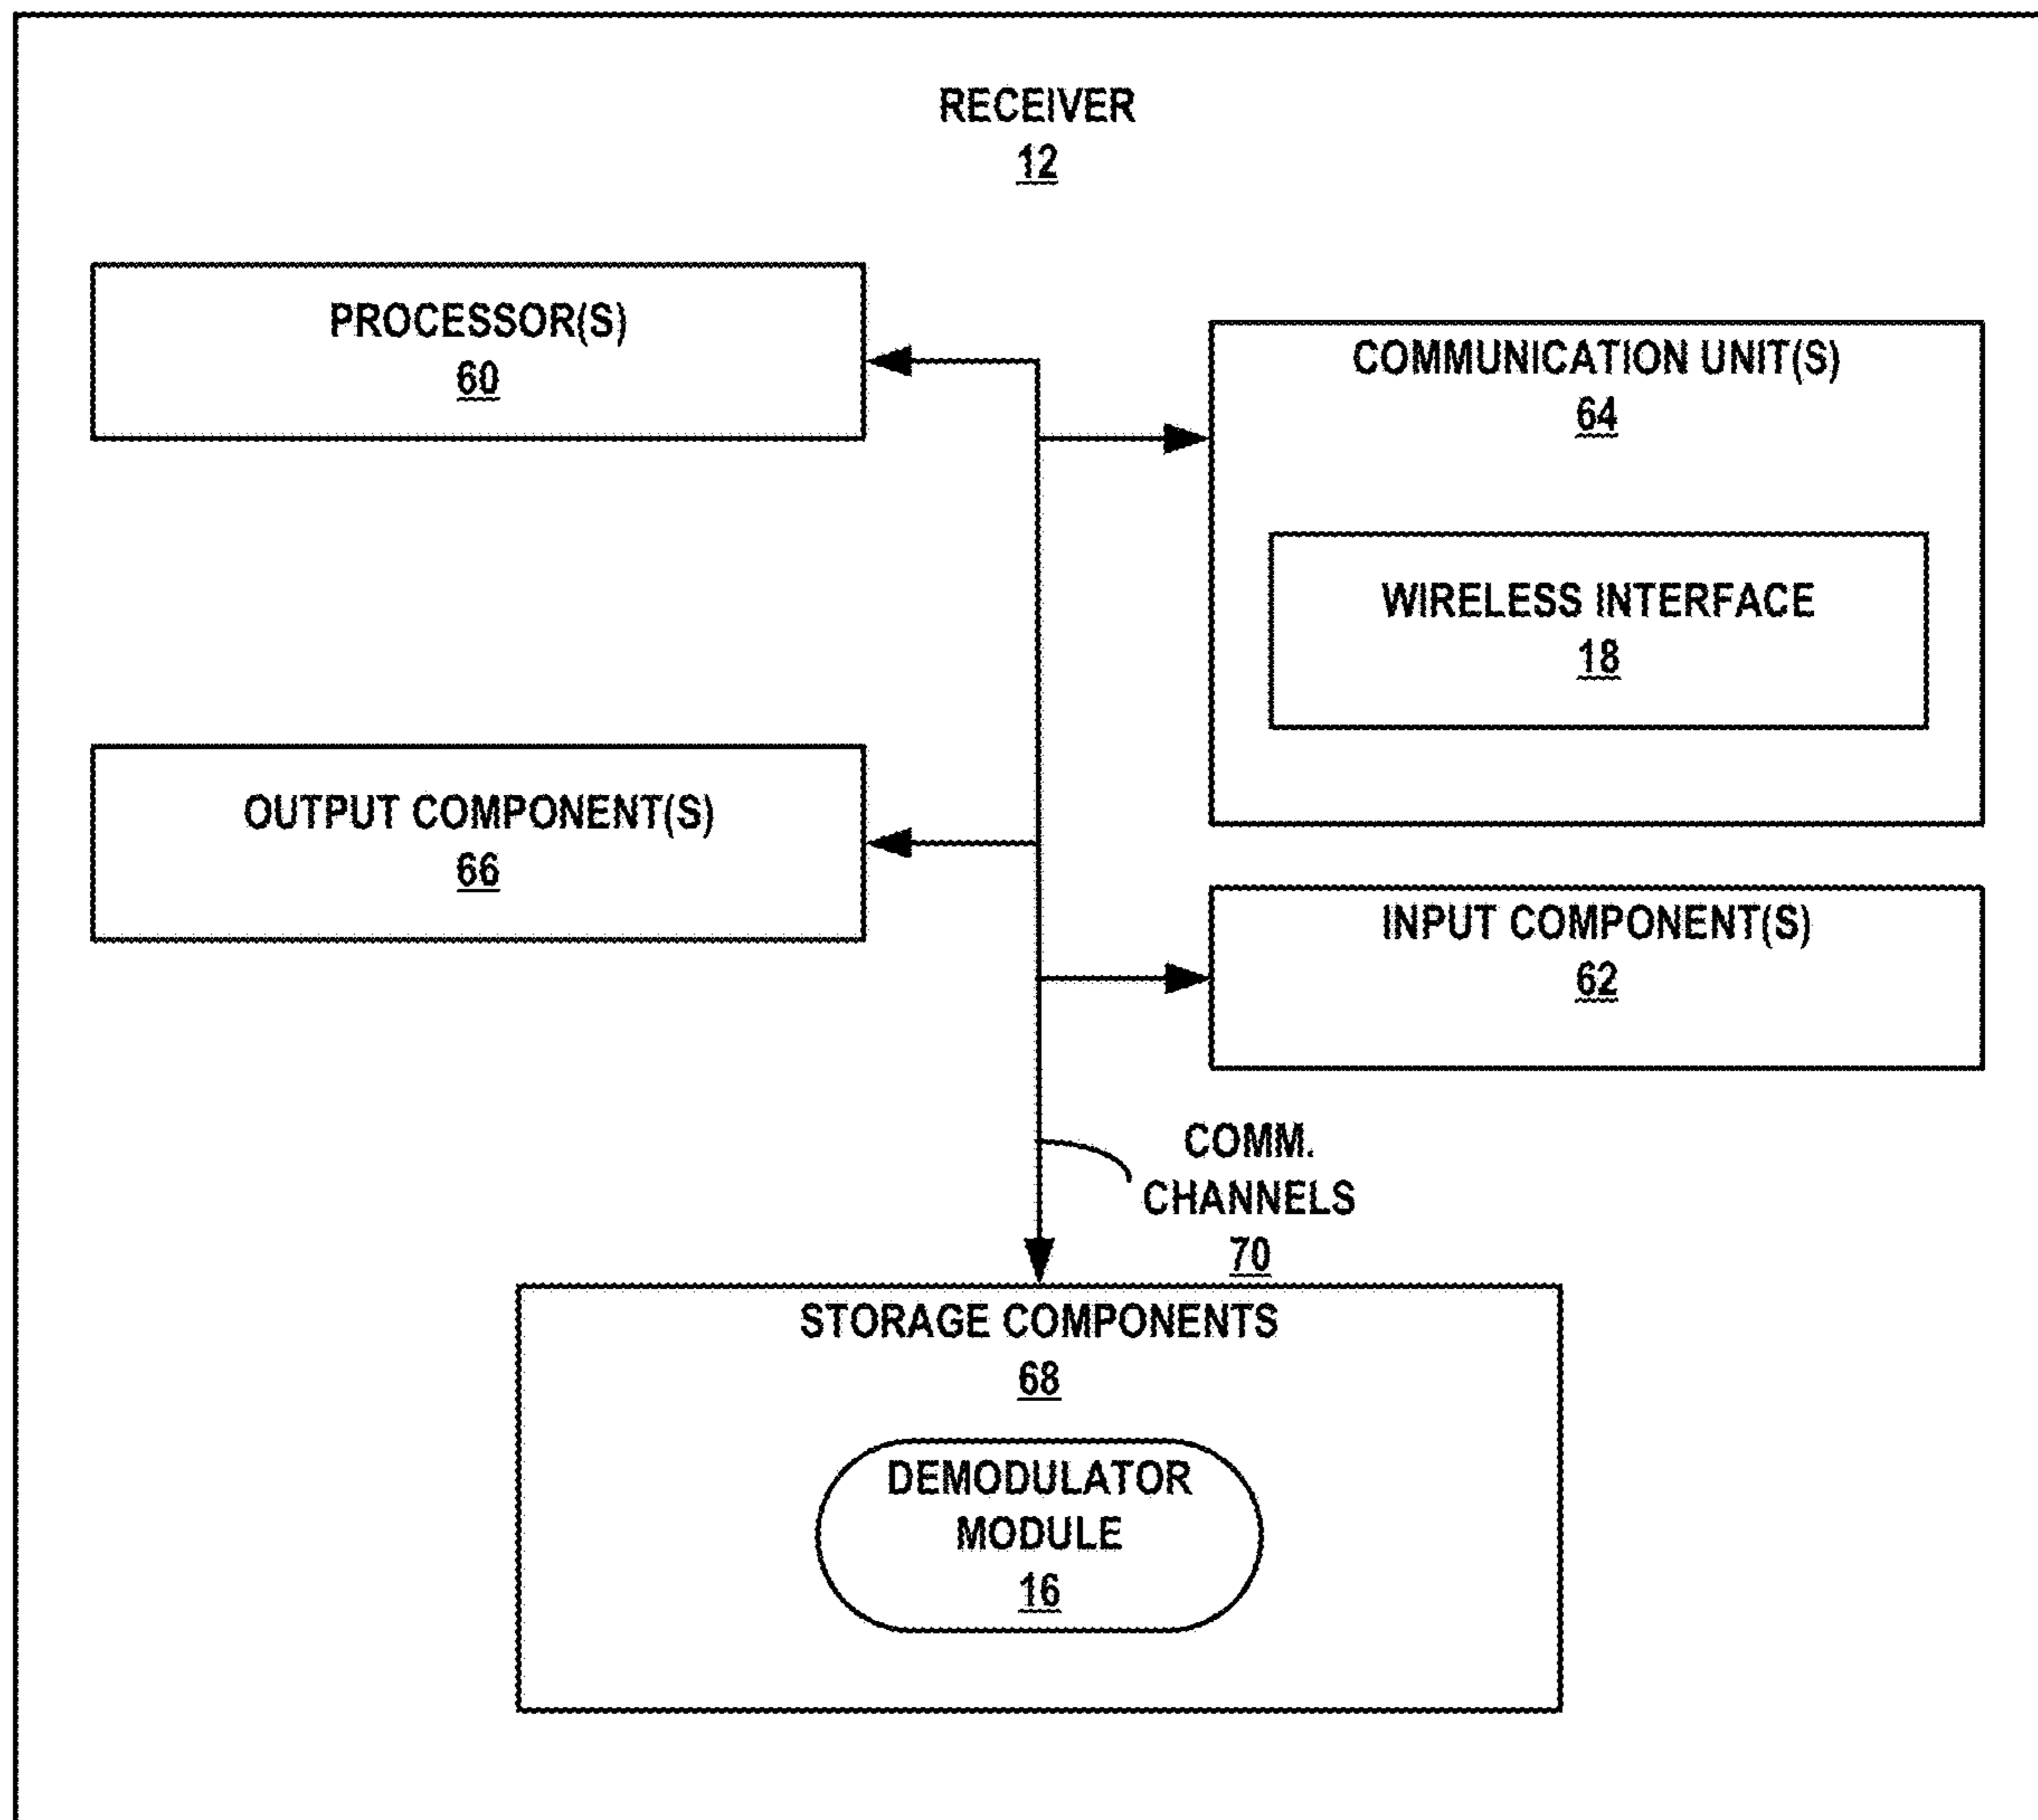 RECEIVER
12
PROCESSOR(S)
60
COMMUNICATION UNIT(S)
64
WIRELESS INTERFACE
18
OUTPUT COMPONENT(S)
66
INPUT COMPONENT(S)
62
COMM.
CHANNELS
70
STORAGE COMPONENTS
68
DEMODULATOR
MODULE
16